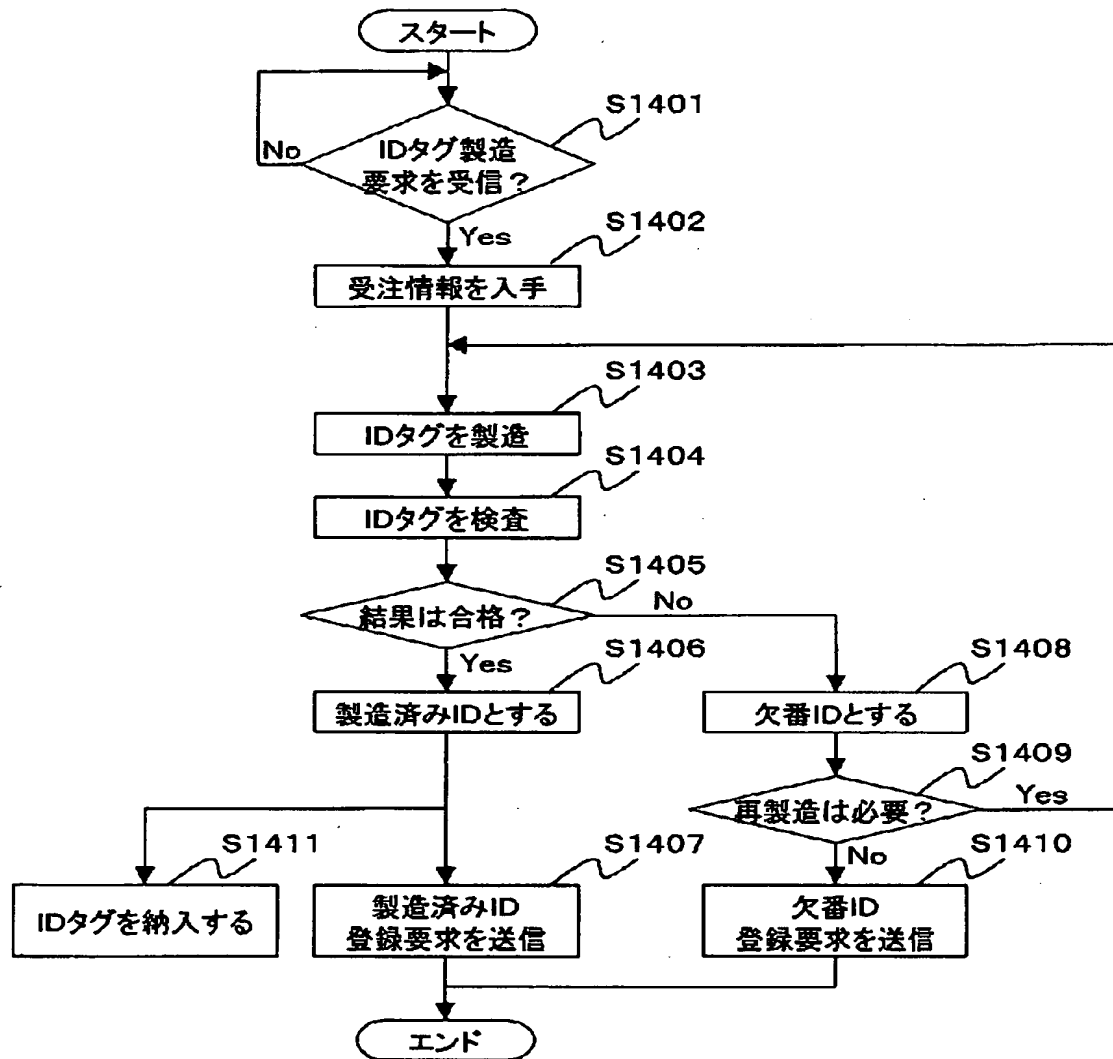 スタート
S1401
IDタグ製造
要求を受信？
No
Yes
S1402
受注情報を入手
S1403
IDタグを製造
S1404
IDタグを検査
S1405
結果は合格？
No
Yes
S1406
製造済みIDとする
S1408
欠番IDとする
S1409
再製造は必要？
Yes
No
S1411
IDタグを納入する
S1407
製造済みID
登録要求を送信
S1410
欠番ID
登録要求を送信
エンド